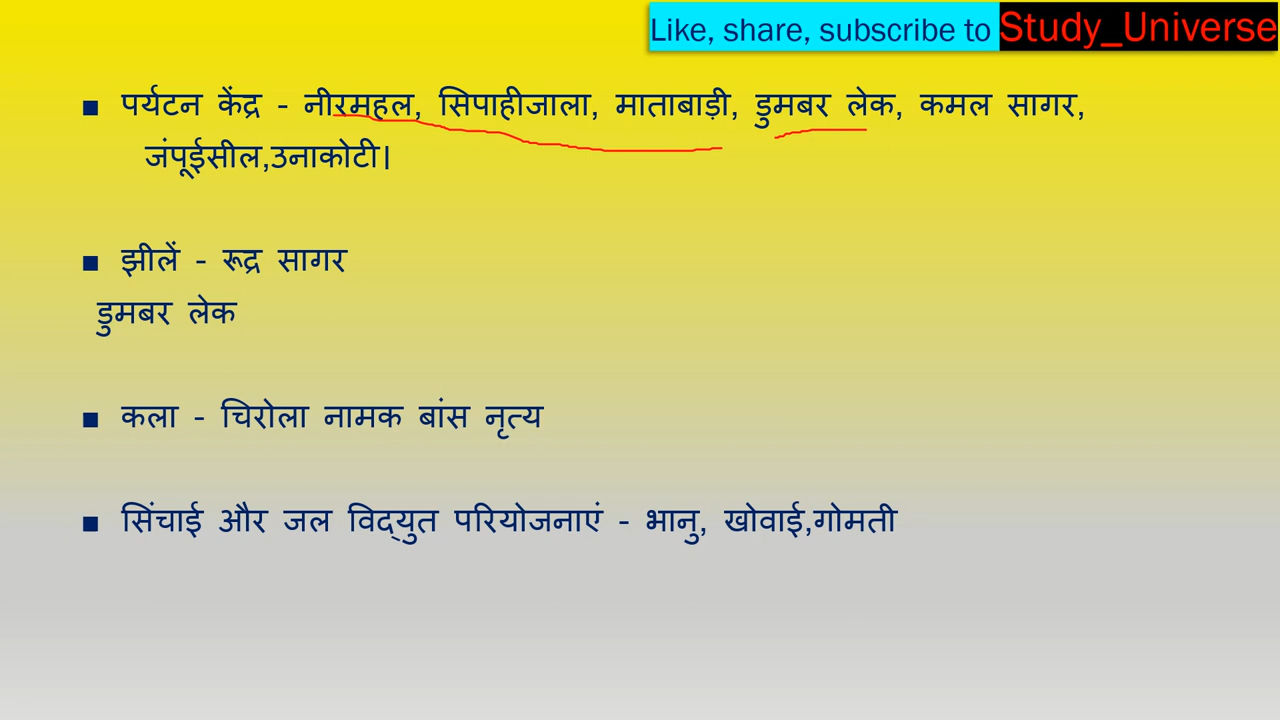 Like, share, subscribe to Study_Universe
▪ पर्यटन केंद्र - नीरमहल, सिपाहीजाला, माताबाड़ी, डुमबर लेक, कमल सागर,
जंपूईसील,उनाकोटी।
▪ झीलें - रूद्र सागर
डुमबर लेक
▪ कला - चिरोला नामक बांस नृत्य
▪ सिंचाई और जल विद्युत परियोजनाएं - भानु, खोवाई,गोमती